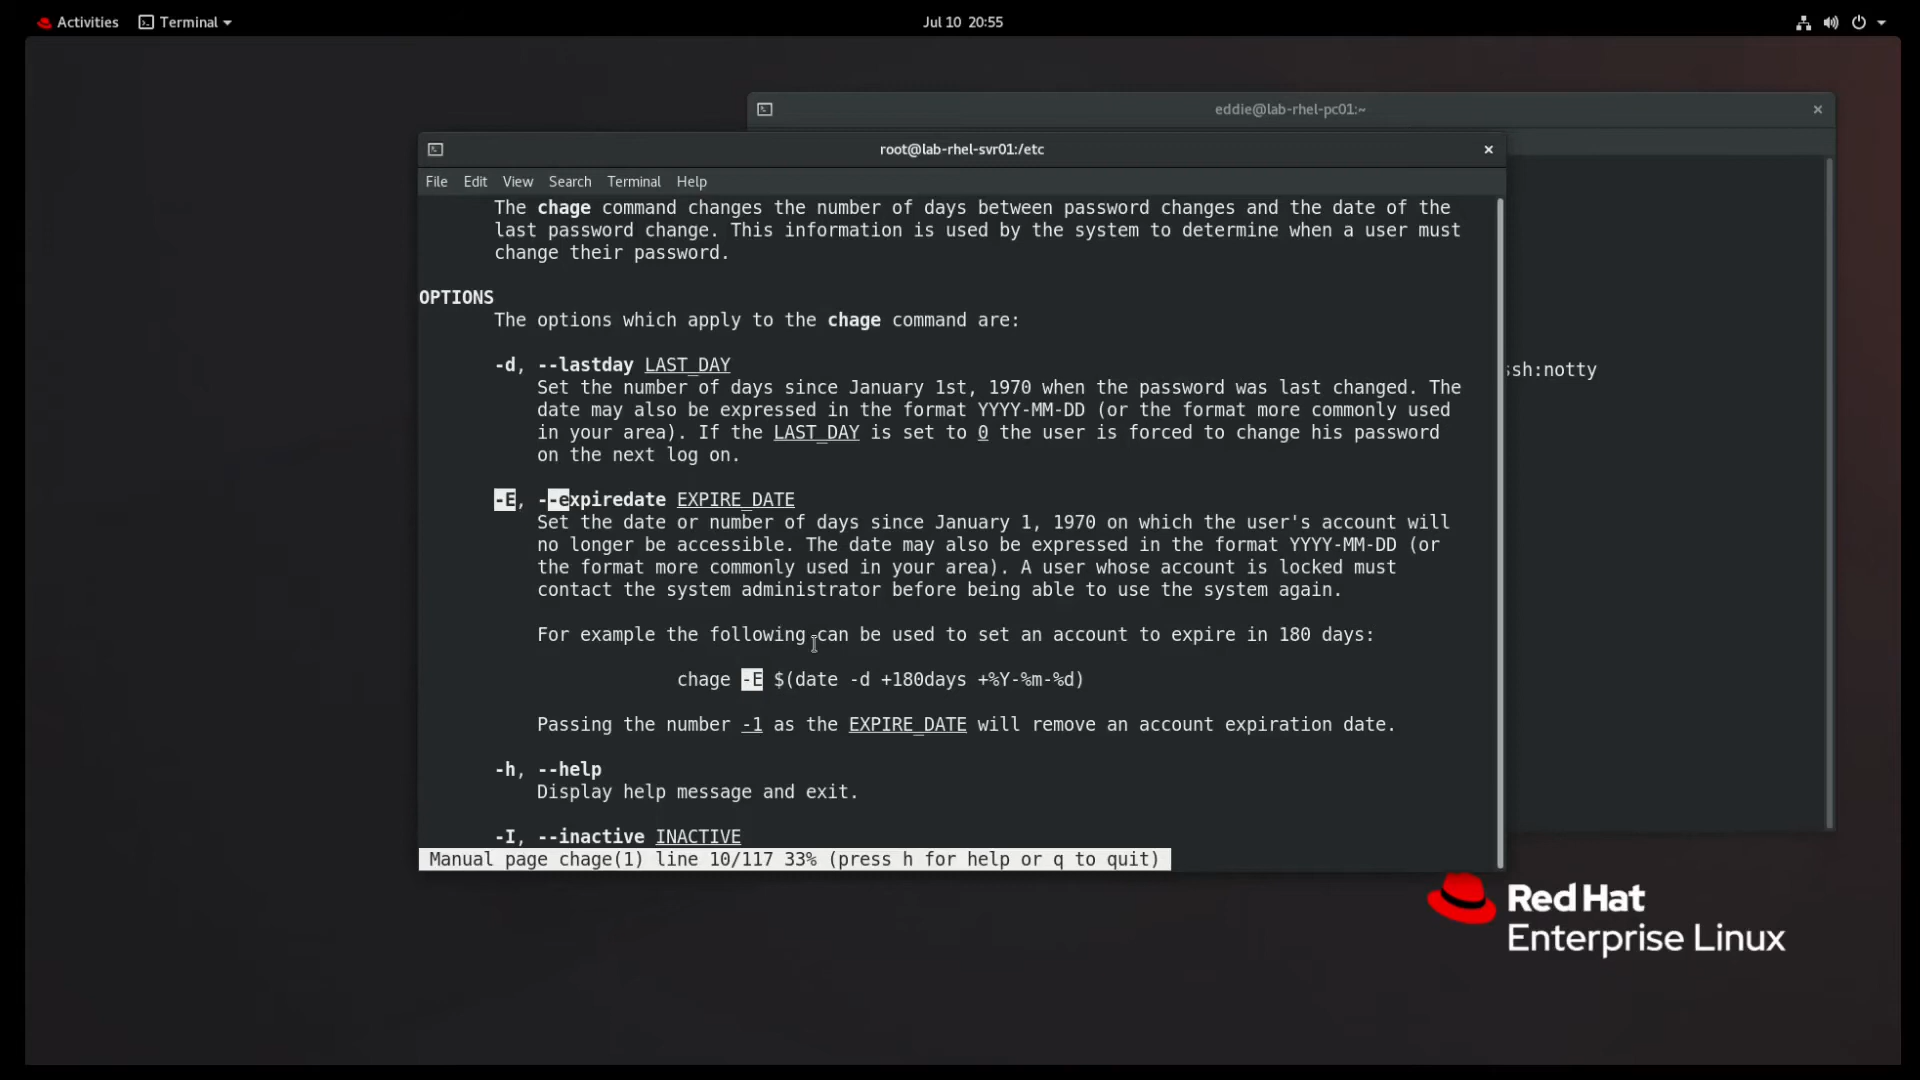 Activities
Terminal
Jul 10 20:55
eddie@lab-rhel-pc01:~
root@lab-rhel-svr01:/etc
File Edit View Search Terminal Help
The chage command changes the number of days between password changes and the date of the
last password change. This information is used by the system to determine when a user must
change their password.
OPTIONS
The options which apply to the chage command are:
-d, --lastday LAST_DAY
Set the number of days since January 1st, 1970 when the password was last changed. The
date may also be expressed in the format YYYY-MM-DD (or the format more commonly used
in your area). If the LAST_DAY is set to 0 the user is forced to change his password
on the next log on.
-E, --expiredate EXPIRE_DATE
Set the date or number of days since January 1, 1970 on which the user's account will
no longer be accessible. The date may also be expressed in the format YYYY-MM-DD (or
the format more commonly used in your area). A user whose account is locked must
contact the system administrator before being able to use the system again.
For example the following can be used to set an account to expire in 180 days:
chage -E $(date -d +180days +%Y-%m-%d)
Passing the number -1 as the EXPIRE_DATE will remove an account expiration date.
-h, --help
Display help message and exit.
-I, --inactive INACTIVE
Manual page chage(1) line 10/117 33% (press h for help or q to quit)
ssh:notty
Red Hat
Enterprise Linux